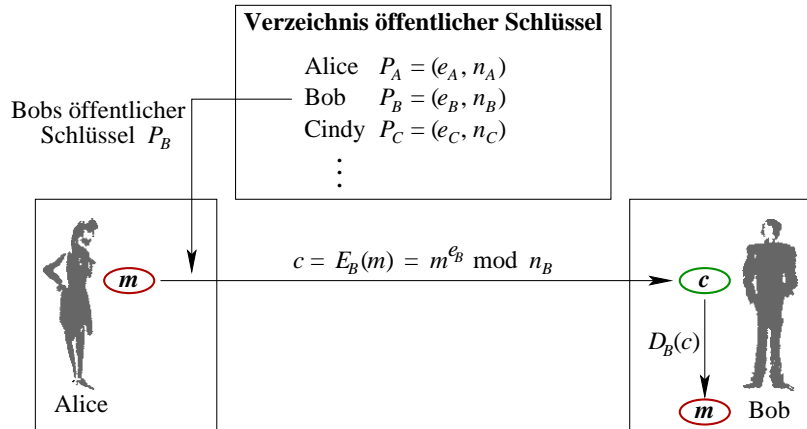 Verzeichnis öffentlicher Schlüssel
Alice P_A = (e_A, n_A)
Bob P_B = (e_B, n_B)
Cindy P_C = (e_C, n_C)
⋮
Bobs öffentlicher
Schlüssel P_B
c = E_B(m) = m^{e_B} mod n_B
m
c
D_B(c)
m
Alice
Bob